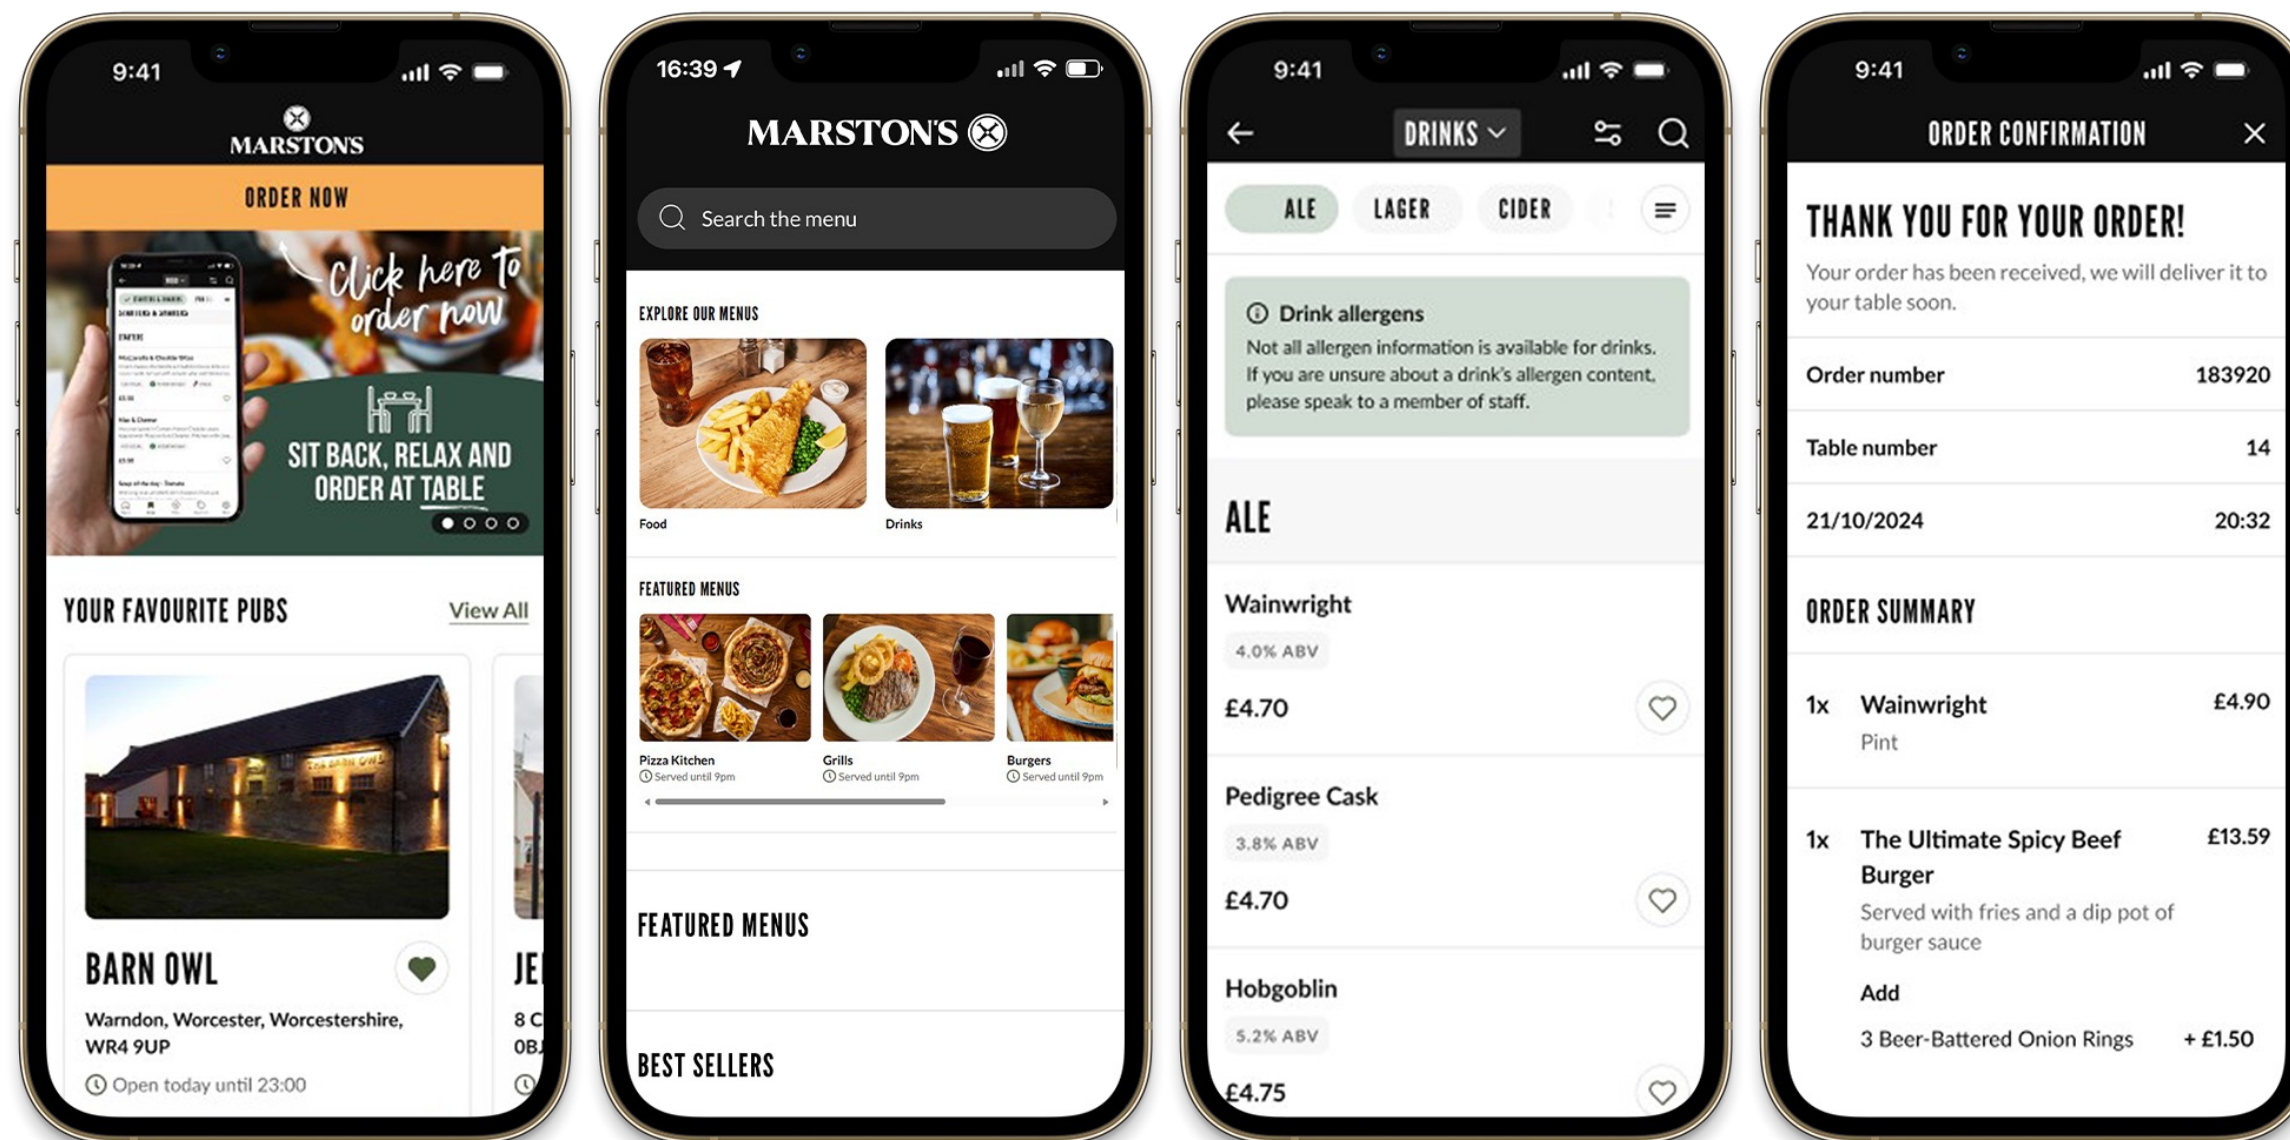 9:41
MARSTON'S
ORDER NOW
Click here to
order now
SIT BACK, RELAX AND
ORDER AT TABLE
YOUR FAVOURITE PUBS
View All
BARN OWL
Warndon, Worcester, Worcestershire,
WR4 9UP
Open today until 23:00
JE
8 C
0BJ
16:39
MARSTON'S
Search the menu
EXPLORE OUR MENUS
Food
Drinks
FEATURED MENUS
Pizza Kitchen
Served until 9pm
Grills
Served until 9pm
Burgers
Served until 9pm
FEATURED MENUS
BEST SELLERS
9:41
DRINKS
ALE
LAGER
CIDER
Drink allergens
Not all allergen information is available for drinks.
If you are unsure about a drink's allergen content,
please speak to a member of staff.
ALE
Wainwright
4.0% ABV
£4.70
Pedigree Cask
3.8% ABV
£4.70
Hobgoblin
5.2% ABV
£4.75
9:41
ORDER CONFIRMATION
THANK YOU FOR YOUR ORDER!
Your order has been received, we will deliver it to
your table soon.
Order number 183920
Table number 14
21/10/2024 20:32
ORDER SUMMARY
1x Wainwright £4.90
Pint
1x The Ultimate Spicy Beef £13.59
Burger
Served with fries and a dip pot of
burger sauce
Add
3 Beer-Battered Onion Rings + £1.50